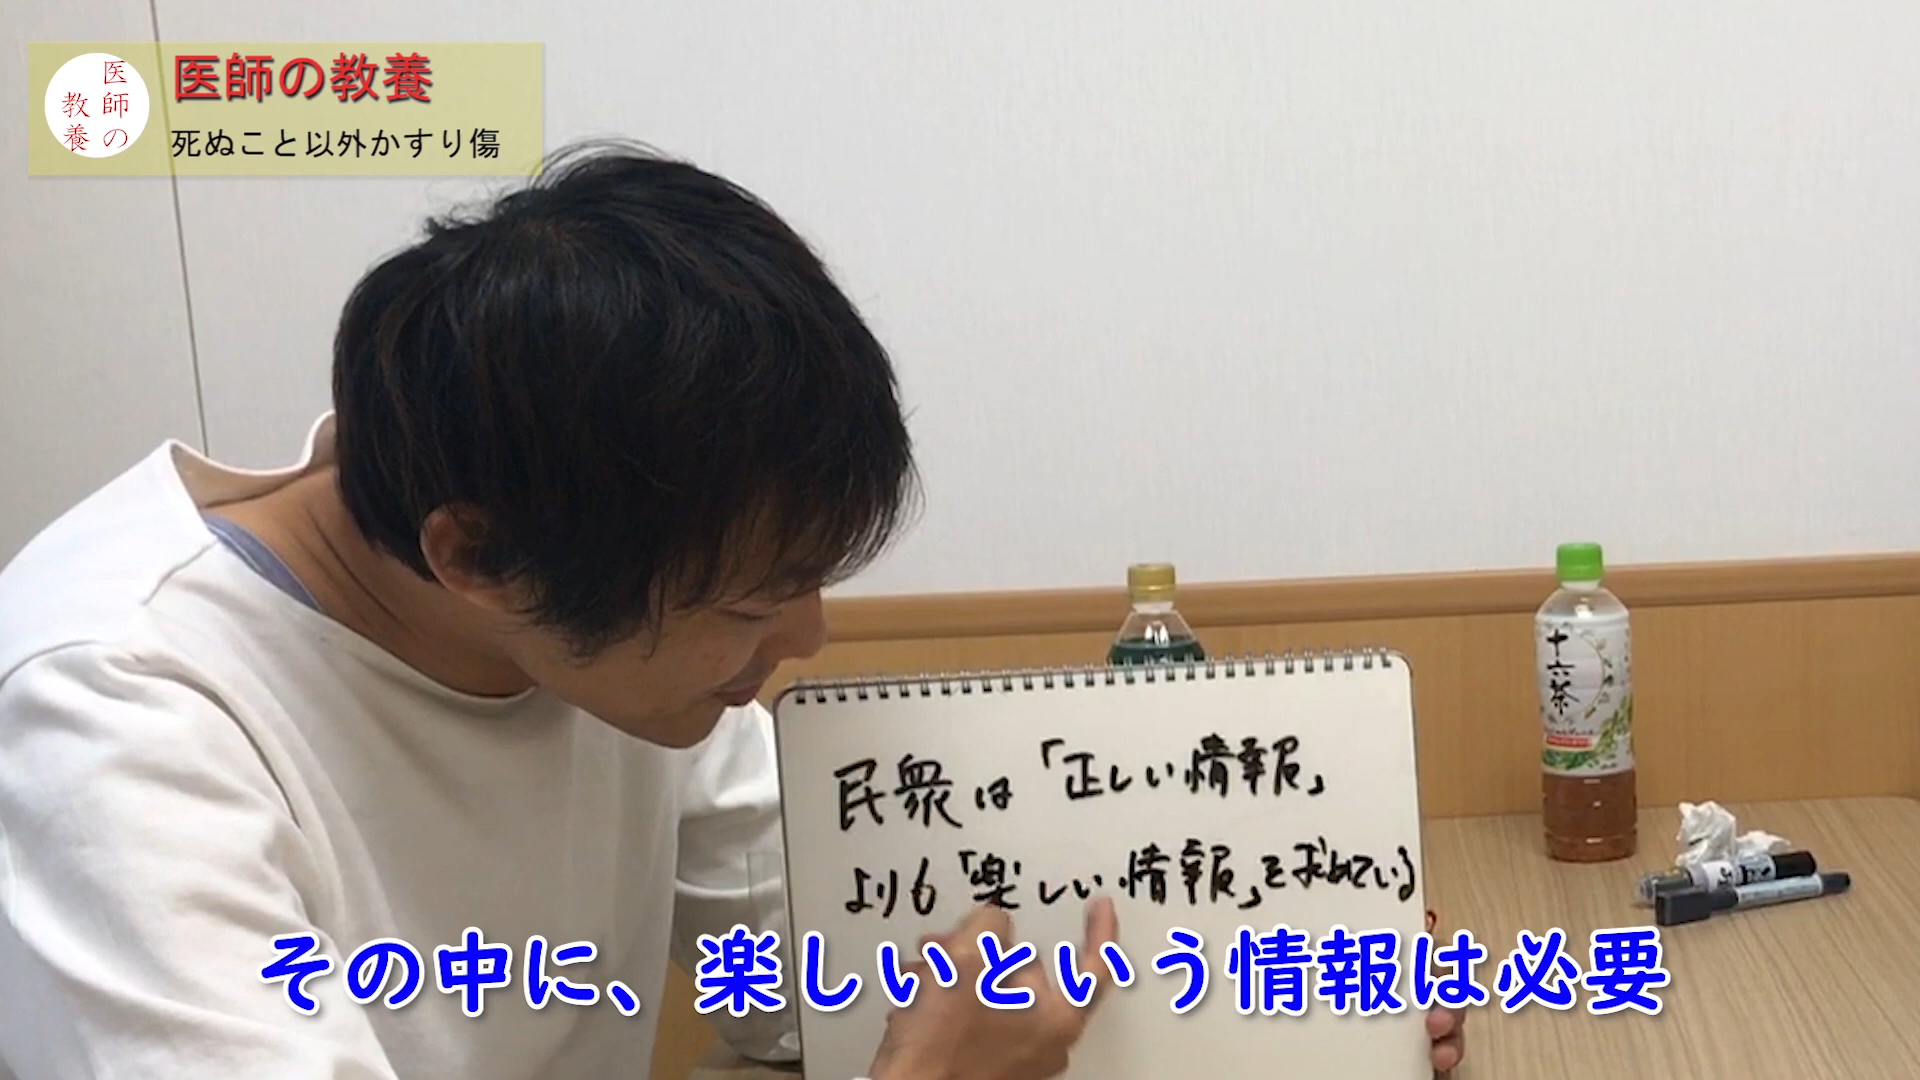 医師の
教養
医師の教養
死ぬこと以外かすり傷
十六茶
民衆は「正しい情報」
よりも「楽しい情報」を求めている
その中に、楽しいという情報は必要